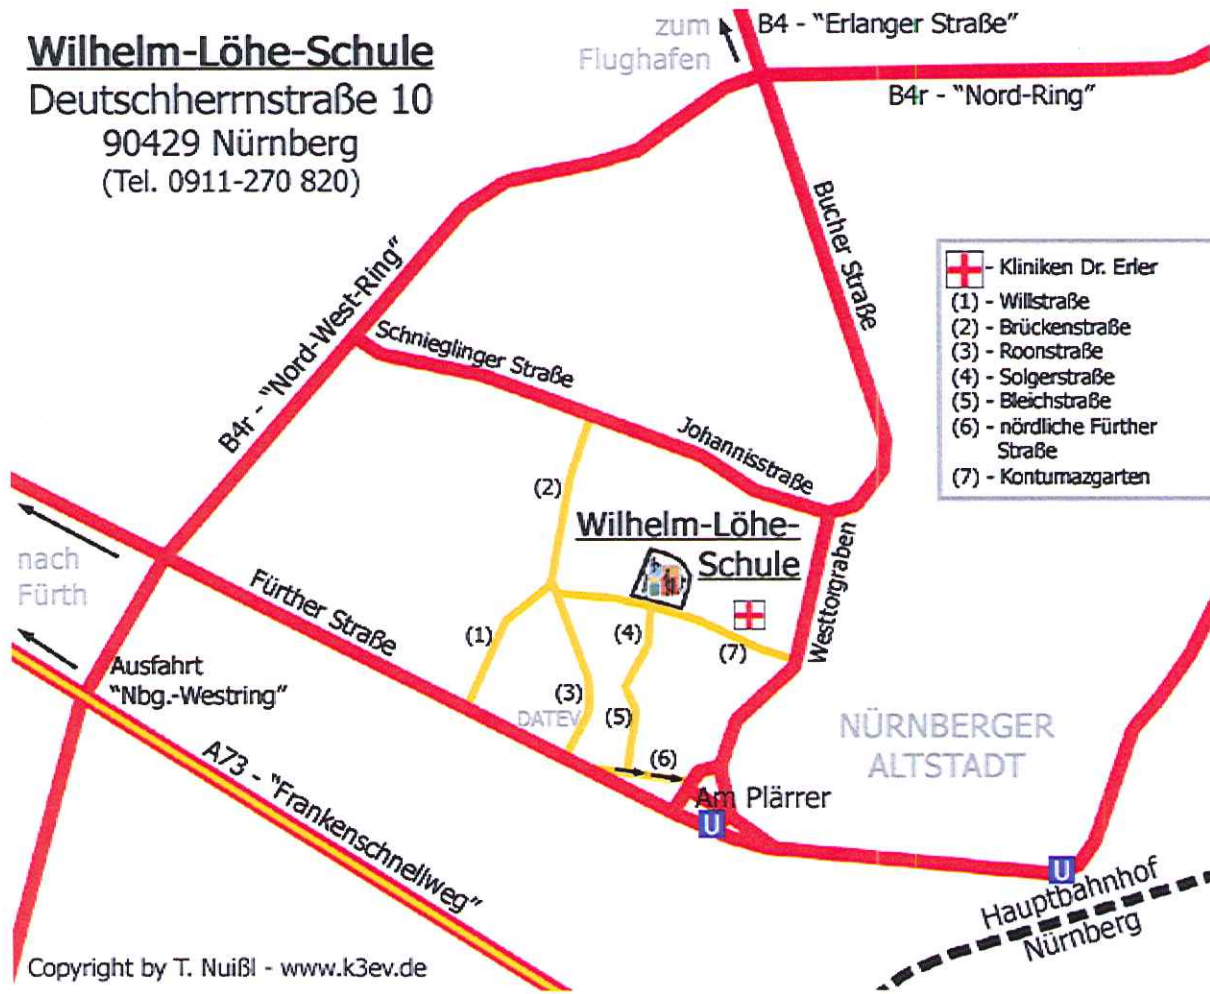 Wilhelm-Löhe-Schule
Deutschherrnstraße 10
90429 Nürnberg
(Tel. 0911-270 820)
zum
Flughafen
B4 - "Erlanger Straße"
B4r - "Nord-Ring"
Bucher Straße
B4r - "Nord-West-Ring"
Schnieglinger Straße
Johannisstraße
- Kliniken Dr. Erler
(1) - Willstraße
(2) - Brückenstraße
(3) - Roonstraße
(4) - Solgerstraße
(5) - Bleichstraße
(6) - nördliche Fürther
Straße
(7) - Kontumazgarten
(2)
Wilhelm-Löhe-
Schule
Westtorgraben
nach
Fürth
Fürther Straße
(1)
(4)
(7)
(3)
(5)
DATEV
(6)
Ausfahrt
"Nbg.-Westring"
A73 - "Frankenschnellweg"
NÜRNBERGER
ALTSTADT
Am Plärrer
U
U
Hauptbahnhof
Nürnberg
Copyright by T. Nuißl - www.k3ev.de